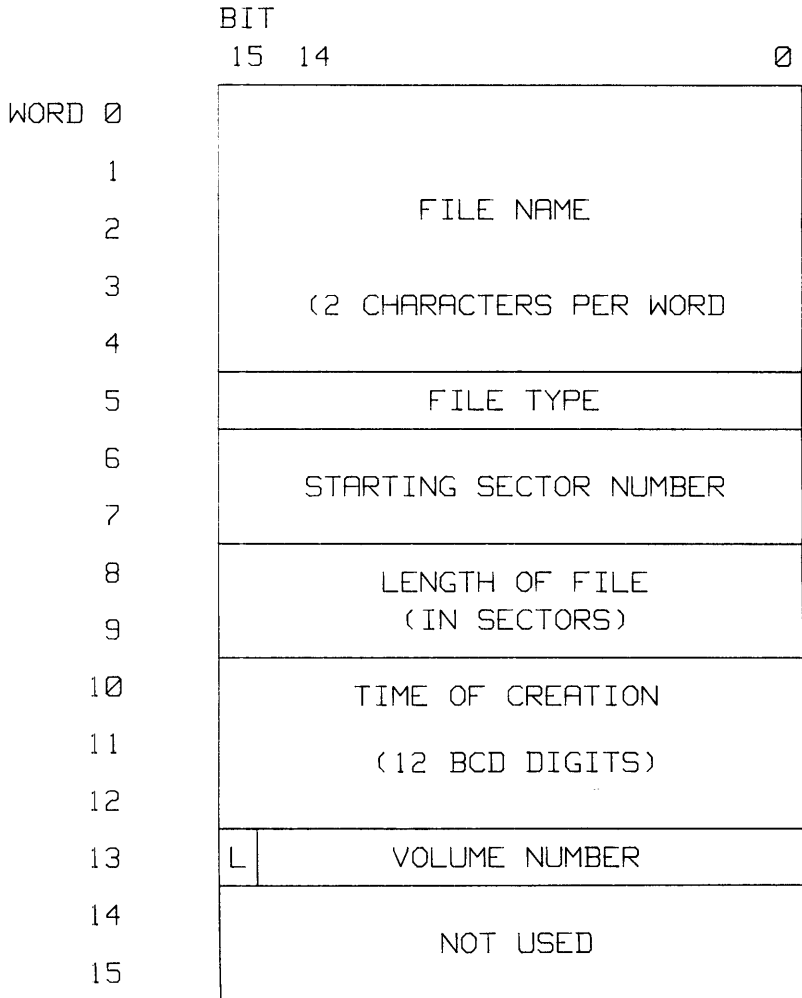 BIT
15 14 0
WORD 0
1
FILE NAME
2
3
(2 CHARACTERS PER WORD
4
5 FILE TYPE
6
STARTING SECTOR NUMBER
7
8
LENGTH OF FILE
(IN SECTORS)
9
10
TIME OF CREATION
11
(12 BCD DIGITS)
12
13 L VOLUME NUMBER
14
NOT USED
15